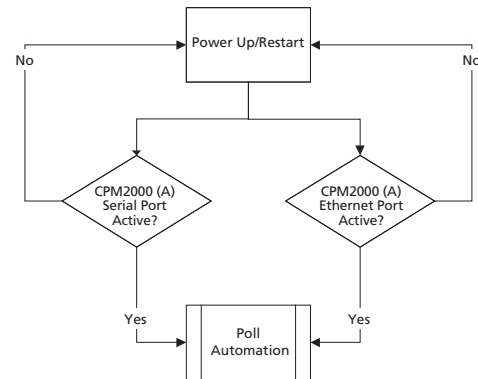 Power Up/Restart
No
No
CPM2000 (A)
Serial Port
Active?
CPM2000 (A)
Ethernet Port
Active?
Yes
Yes
Poll
Automation